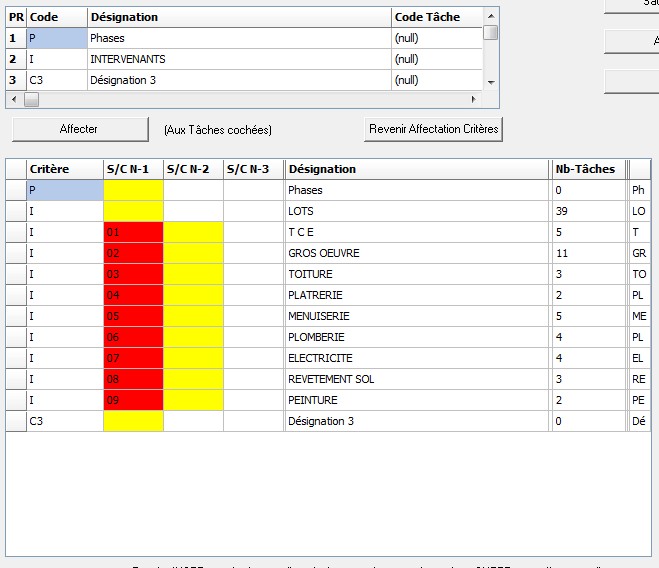 PR Code Désignation Code Tâche
1 P Phases (null)
2 I INTERVENANTS (null)
3 C3 Désignation 3 (null)
Affecter (Aux Tâches cochées) Revenir Affectation Critères
Critère S/C N-1 S/C N-2 S/C N-3 Désignation Nb-Tâches
P Phases 0 Ph
I LOTS 39 LO
I 01 T C E 5 T
I 02 GROS OEUVRE 11 GR
I 03 TOITURE 3 TO
I 04 PLATRERIE 2 PL
I 05 MENUISERIE 5 ME
I 06 PLOMBERIE 4 PL
I 07 ELECTRICITE 4 EL
I 08 REVETEMENT SOL 3 RE
I 09 PEINTURE 2 PE
C3 Désignation 3 0 Dé